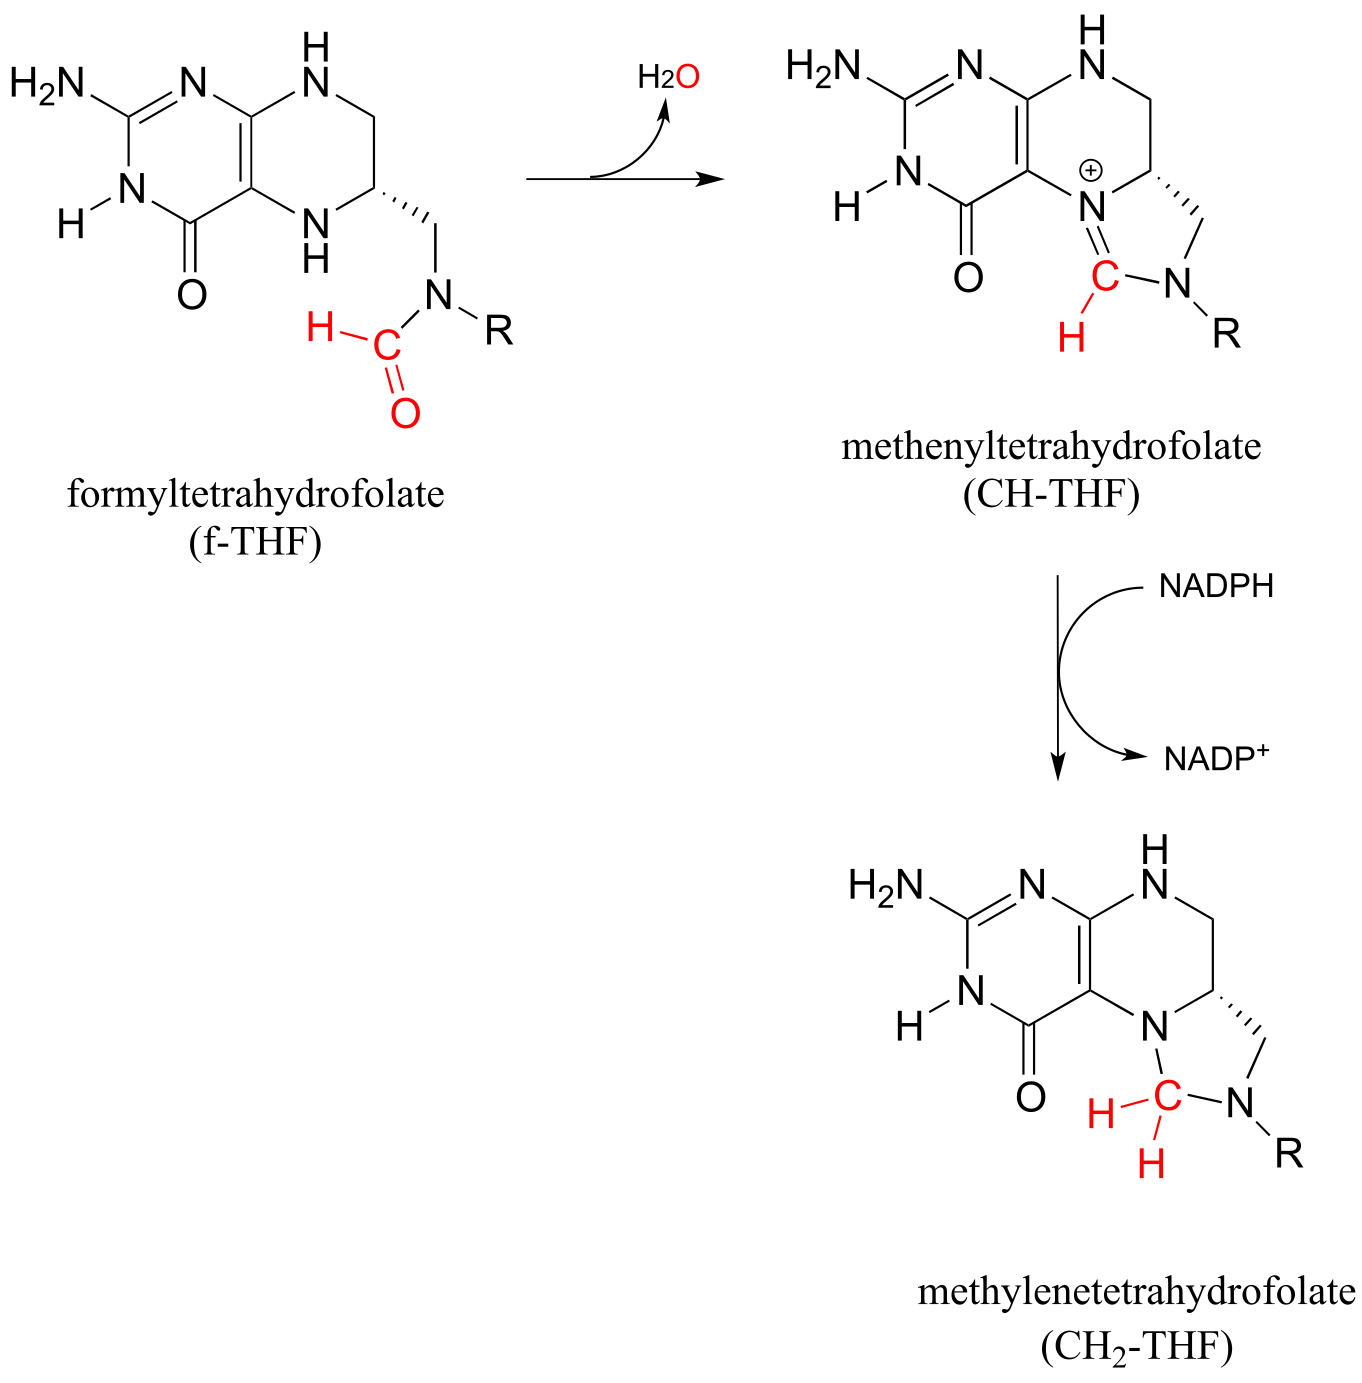 H
H₂N
N
N
N
H
N
H
O
N
R
H
C
O
formyltetrahydrofolate
(f-THF)
H2O
H
H₂N
N
N
N
H
⊕
N
O
C
N
H
R
methenyltetrahydrofolate
(CH-THF)
NADPH
NADP⁺
H
H₂N
N
N
N
H
N
O
H
C
N
H
R
methylenetetrahydrofolate
(CH₂-THF)